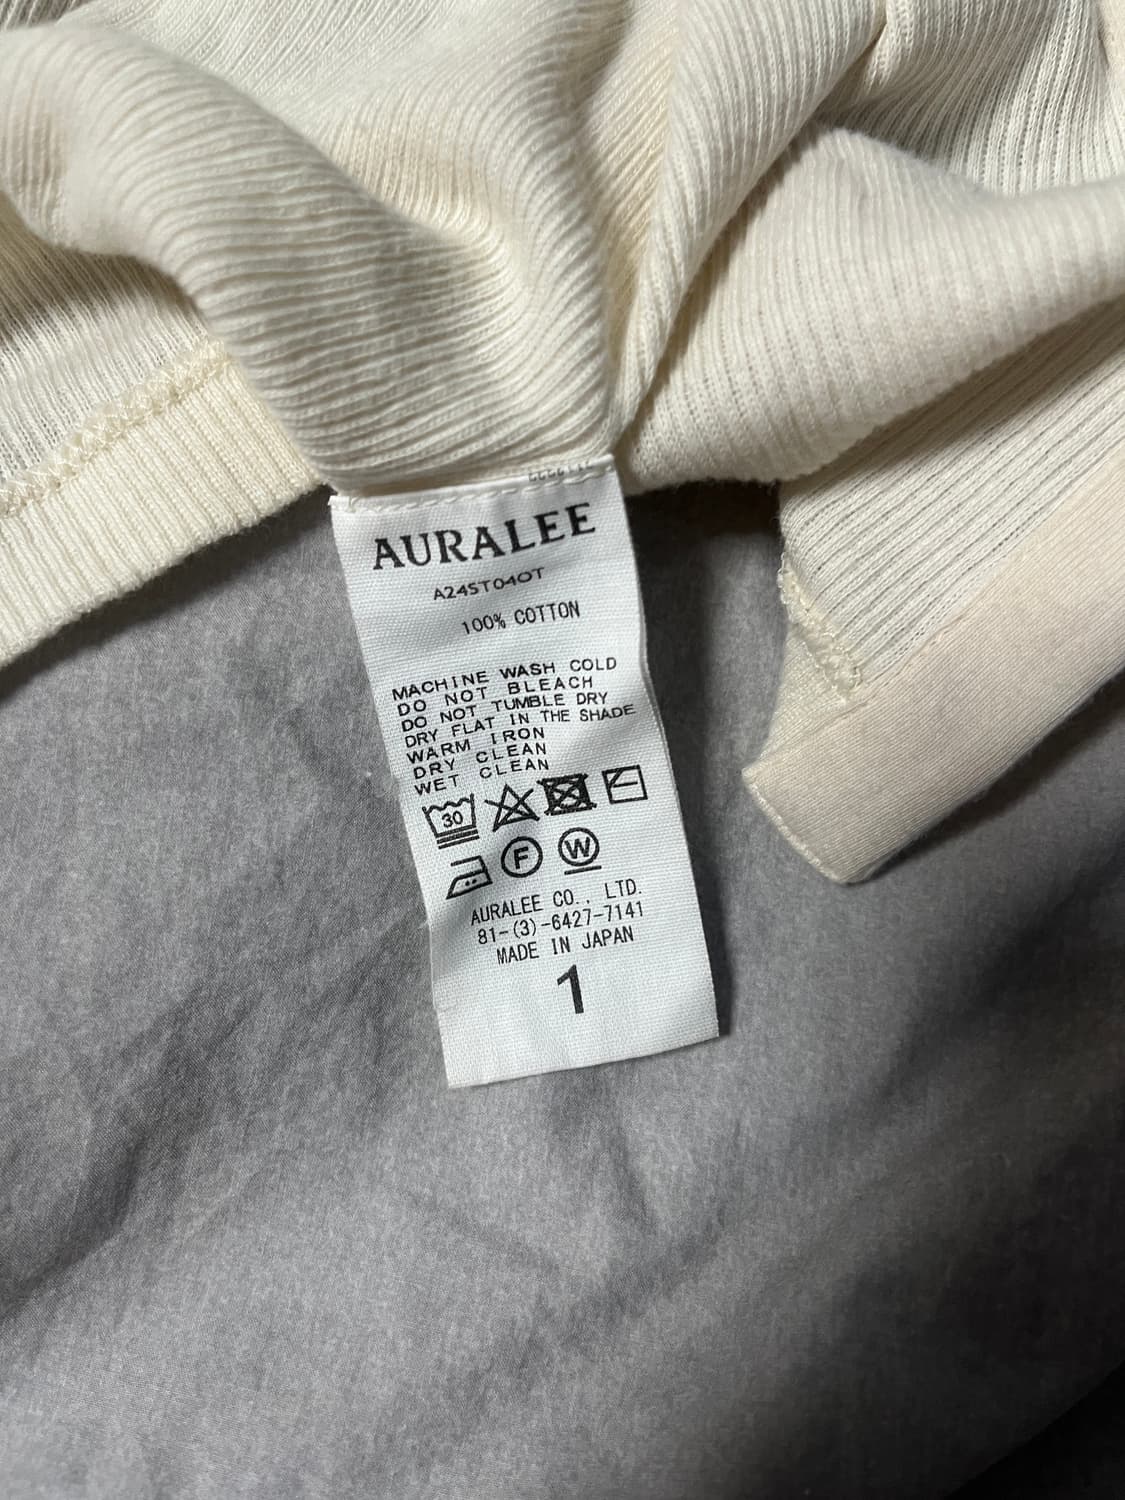 AURALEE
A24ST04OT
100% COTTON
MACHINE WASH COLD
DO NOT BLEACH
DO NOT TUMBLE DRY
DRY FLAT IN THE SHADE
WARM IRON
DRY CLEAN
WET CLEAN
30
F W
AURALEE CO., LTD.
81-(3)-6427-7141
MADE IN JAPAN
1